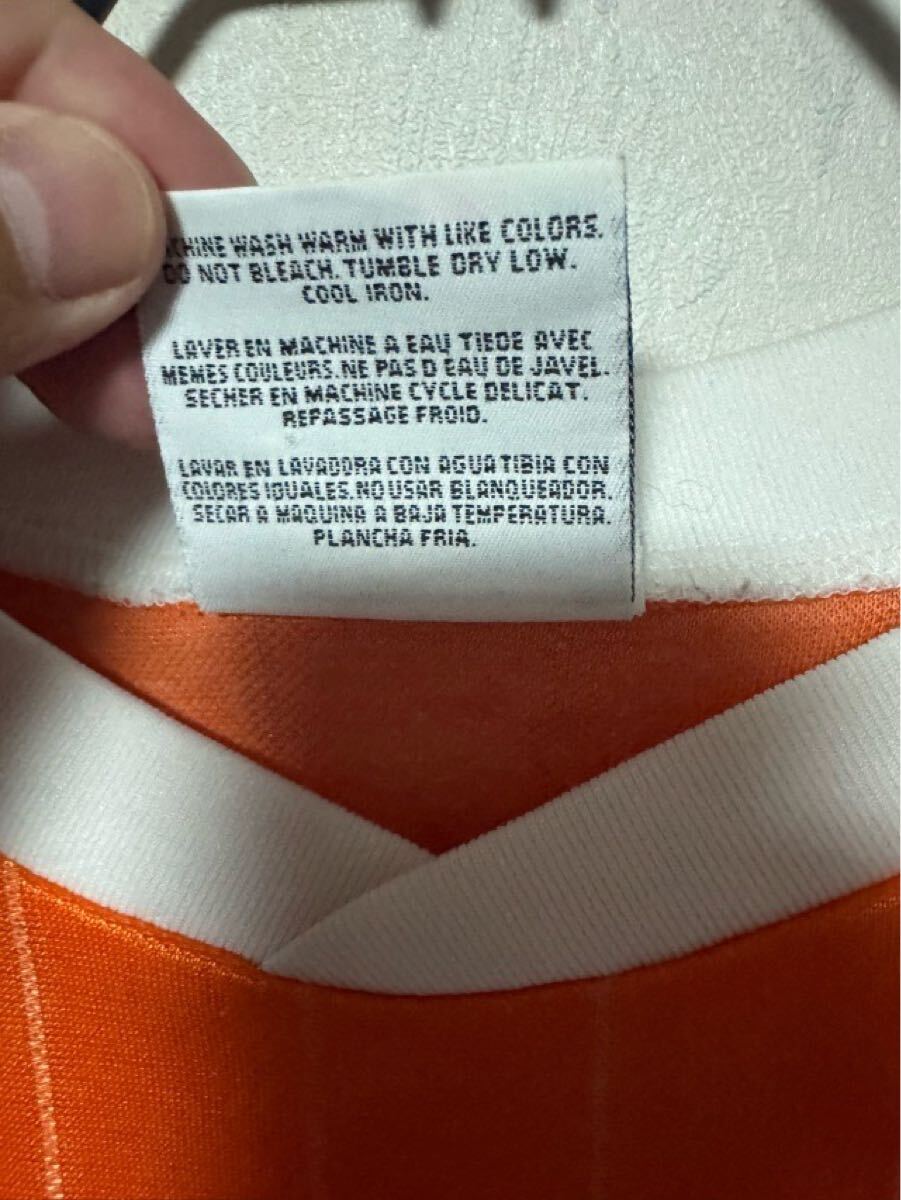 CHINE WASH WARM WITH LIKE COLORS.
DO NOT BLEACH. TUMBLE DRY LOW.
COOL IRON.
LAVER EN MACHINE A EAU TIEDE AVEC
MEMES COULEURS. NE PAS D EAU DE JAVEL.
SECHER EN MACHINE CYCLE DELICAT.
REPASSAGE FROID.
LAVAR EN LAVADORA CON AGUA TIBIA CON
COLORES IGUALES. NO USAR BLANQUEADOR.
SECAR A MAQUINA A BAJA TEMPERATURA.
PLANCHA FRIA.